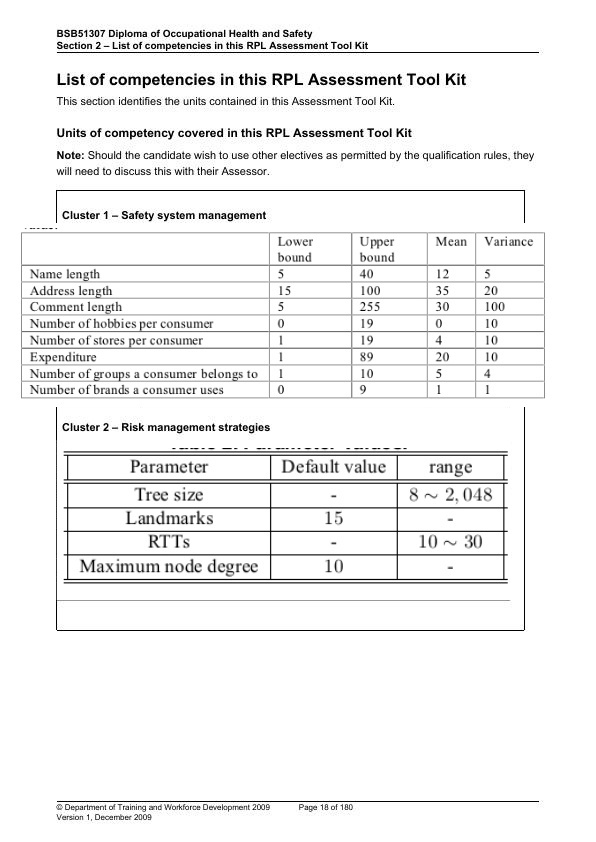 BSB51307 Diploma of Occupational Health and Safety
Section 2 – List of competencies in this RPL Assessment Tool Kit
List of competencies in this RPL Assessment Tool Kit
This section identifies the units contained in this Assessment Tool Kit.
Units of competency covered in this RPL Assessment Tool Kit
Note: Should the candidate wish to use other electives as permitted by the qualification rules, they
will need to discuss this with their Assessor.
Cluster 1 – Safety system management
Lower bound Upper bound Mean Variance
Name length 5 40 12 5
Address length 15 100 35 20
Comment length 5 255 30 100
Number of hobbies per consumer 0 19 0 10
Number of stores per consumer 1 19 4 10
Expenditure 1 89 20 10
Number of groups a consumer belongs to 1 10 5 4
Number of brands a consumer uses 0 9 1 1
Cluster 2 – Risk management strategies
Parameter Default value range
Tree size - 8 ~ 2, 048
Landmarks 15 -
RTTs - 10 ~ 30
Maximum node degree 10 -
© Department of Training and Workforce Development 2009 Page 18 of 180
Version 1, December 2009